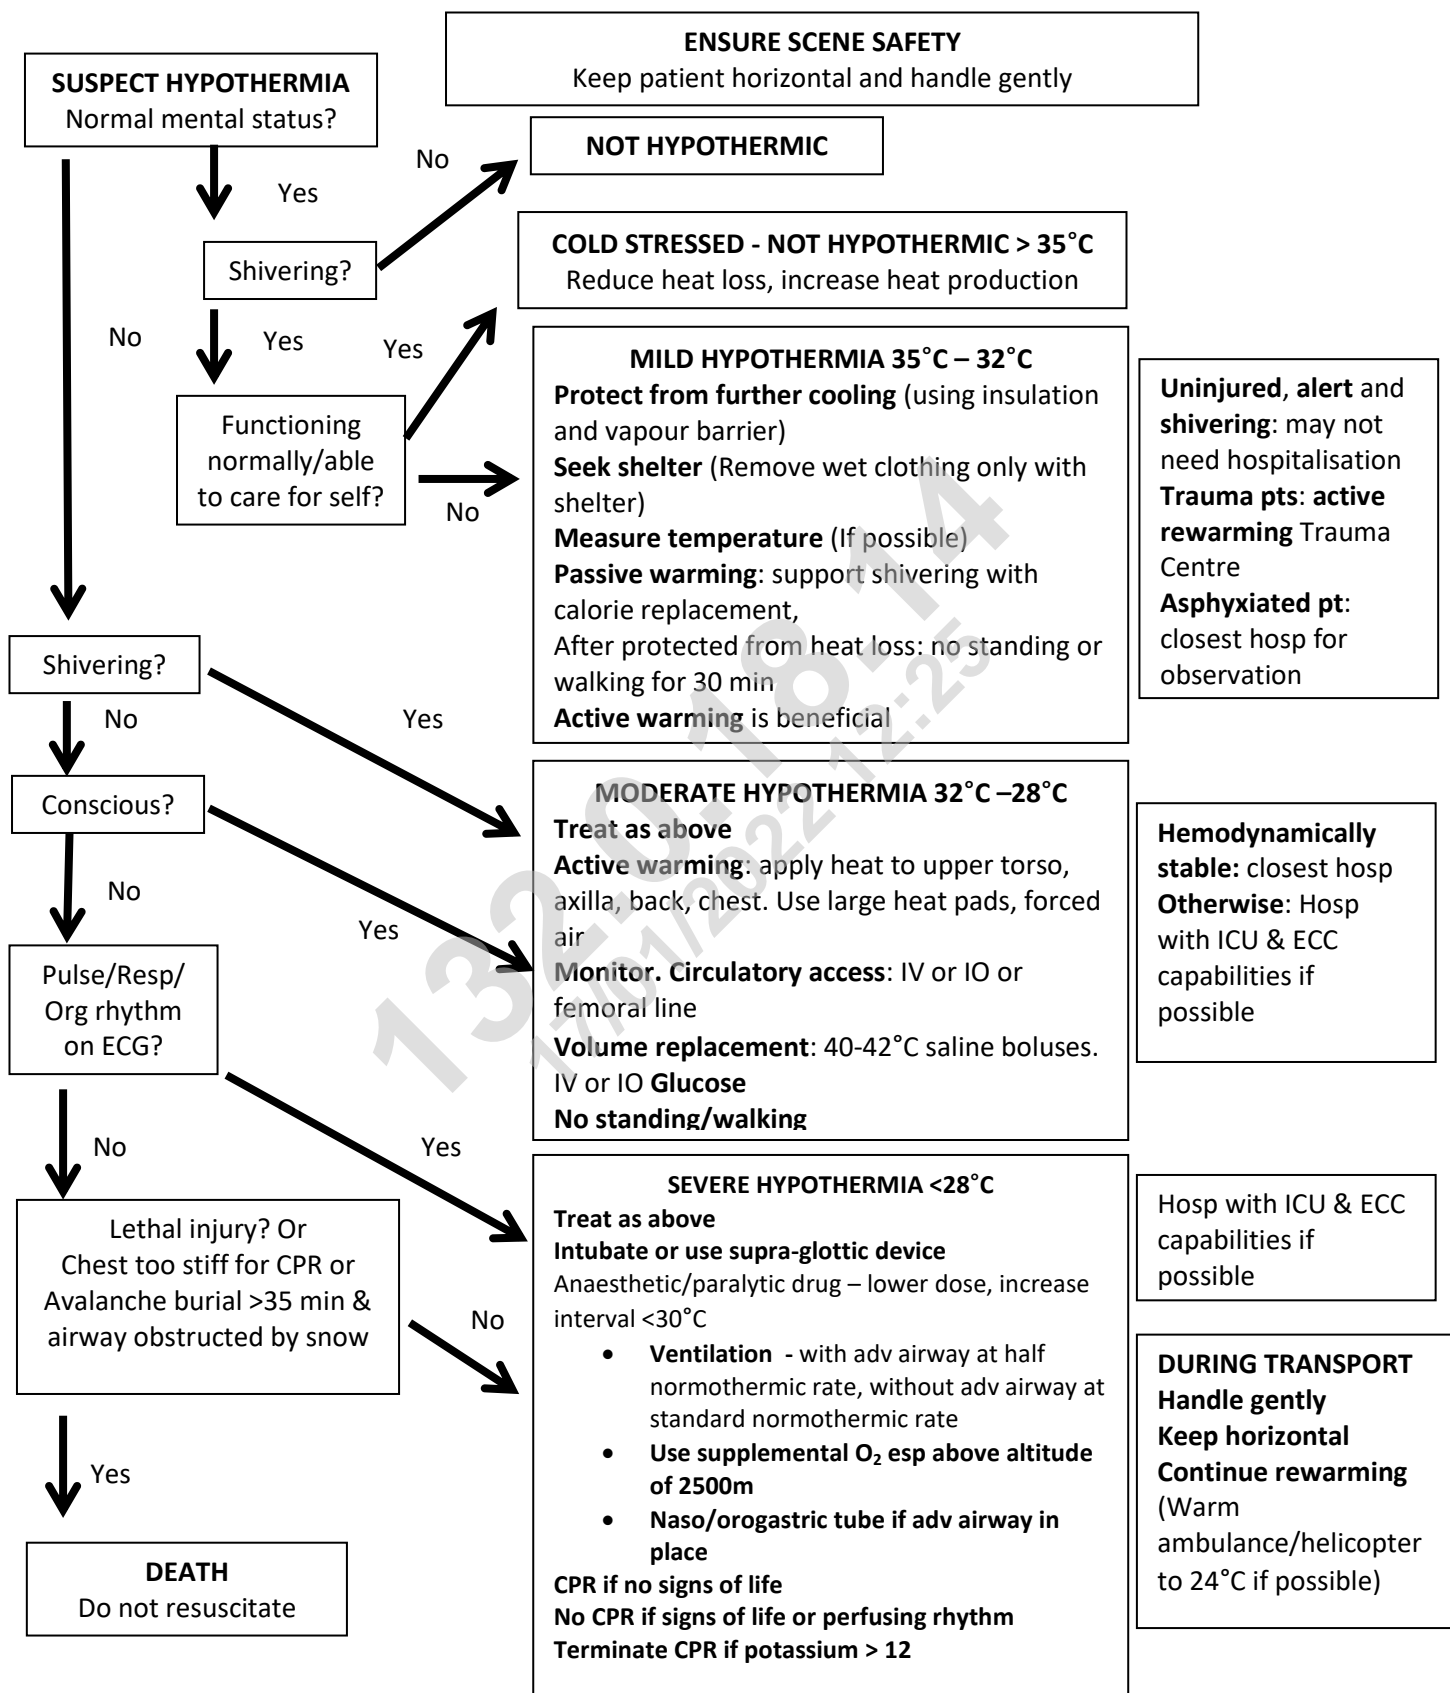 ENSURE SCENE SAFETY
Keep patient horizontal and handle gently
SUSPECT HYPOTHERMIA
Normal mental status?
NOT HYPOTHERMIC
No
Yes
Shivering?
COLD STRESSED - NOT HYPOTHERMIC > 35°C
Reduce heat loss, increase heat production
No
Yes
Yes
Functioning
normally/able
to care for self?
No
MILD HYPOTHERMIA 35°C – 32°C
Protect from further cooling (using insulation
and vapour barrier)
Seek shelter (Remove wet clothing only with
shelter)
Measure temperature (If possible)
Passive warming: support shivering with
calorie replacement,
After protected from heat loss: no standing or
walking for 30 min
Active warming is beneficial
Uninjured, alert and
shivering: may not
need hospitalisation
Trauma pts: active
rewarming Trauma
Centre
Asphyxiated pt:
closest hosp for
observation
Shivering?
No
Yes
Conscious?
No
Yes
MODERATE HYPOTHERMIA 32°C –28°C
Treat as above
Active warming: apply heat to upper torso,
axilla, back, chest. Use large heat pads, forced
air
Monitor. Circulatory access: IV or IO or
femoral line
Volume replacement: 40-42°C saline boluses.
IV or IO Glucose
No standing/walking
Hemodynamically
stable: closest hosp
Otherwise: Hosp
with ICU & ECC
capabilities if
possible
Pulse/Resp/
Org rhythm
on ECG?
No
Yes
Lethal injury? Or
Chest too stiff for CPR or
Avalanche burial >35 min &
airway obstructed by snow
No
Yes
DEATH
Do not resuscitate
SEVERE HYPOTHERMIA <28°C
Treat as above
Intubate or use supra-glottic device
Anaesthetic/paralytic drug – lower dose, increase
interval <30°C
• Ventilation - with adv airway at half
normothermic rate, without adv airway at
standard normothermic rate
• Use supplemental O₂ esp above altitude
of 2500m
• Naso/orogastric tube if adv airway in
place
CPR if no signs of life
No CPR if signs of life or perfusing rhythm
Terminate CPR if potassium > 12
Hosp with ICU & ECC
capabilities if
possible
DURING TRANSPORT
Handle gently
Keep horizontal
Continue rewarming
(Warm
ambulance/helicopter
to 24°C if possible)
132.0.18.14
17/01/2022 12:25